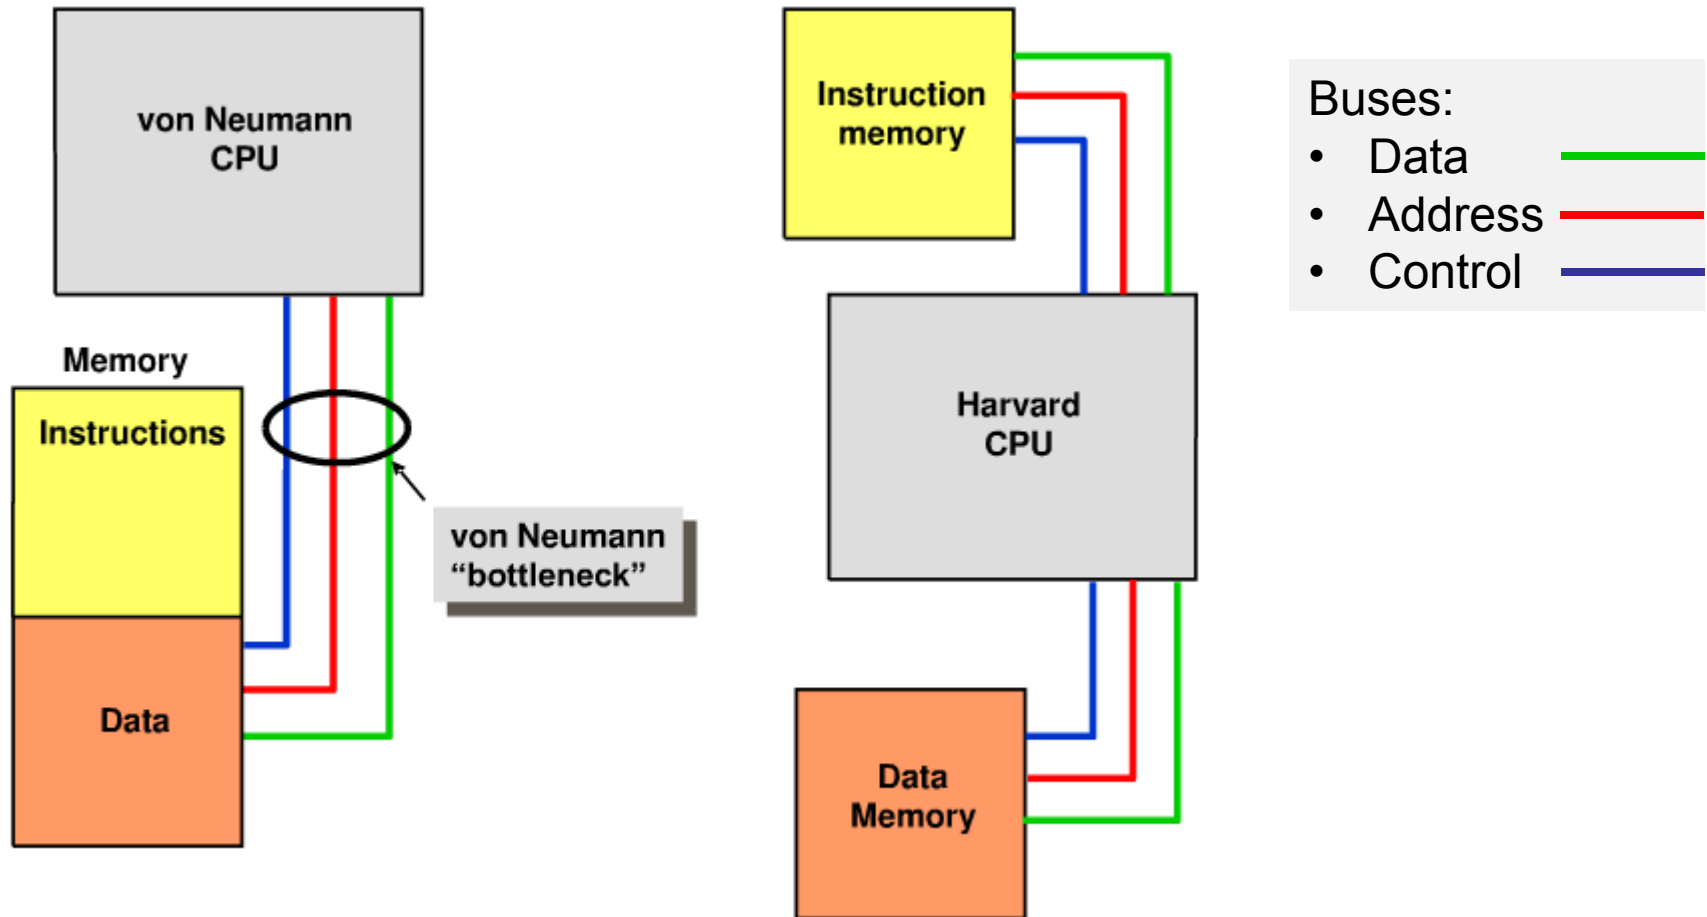 von Neumann
CPU
Memory
Instructions
Data
von Neumann
“bottleneck”
Instruction
memory
Harvard
CPU
Data
Memory
Buses:
• Data
• Address
• Control